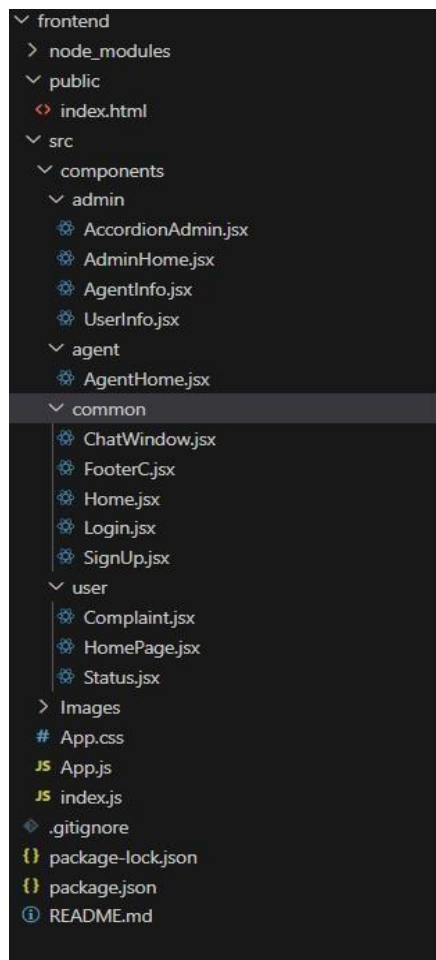 frontend
node_modules
public
index.html
src
components
admin
AccordionAdmin.jsx
AdminHome.jsx
AgentInfo.jsx
UserInfo.jsx
agent
AgentHome.jsx
common
ChatWindow.jsx
FooterC.jsx
Home.jsx
Login.jsx
SignUp.jsx
user
Complaint.jsx
HomePage.jsx
Status.jsx
Images
# App.css
JS App.js
JS index.js
.gitignore
{} package-lock.json
{} package.json
README.md